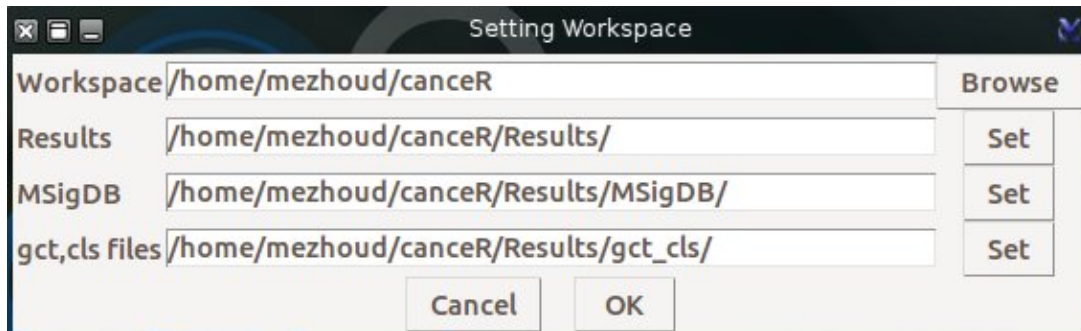 Setting Workspace
Workspace /home/mezhoud/canceR Browse
Results /home/mezhoud/canceR/Results/ Set
MSigDB /home/mezhoud/canceR/Results/MSigDB/ Set
gct,cls files /home/mezhoud/canceR/Results/gct_cls/ Set
Cancel OK